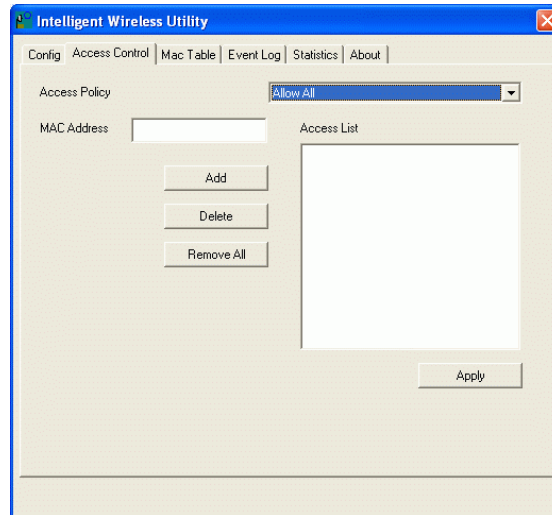 Intelligent Wireless Utility
Config Access Control Mac Table Event Log Statistics About
Access Policy Allow All
MAC Address Access List
Add
Delete
Remove All
Apply